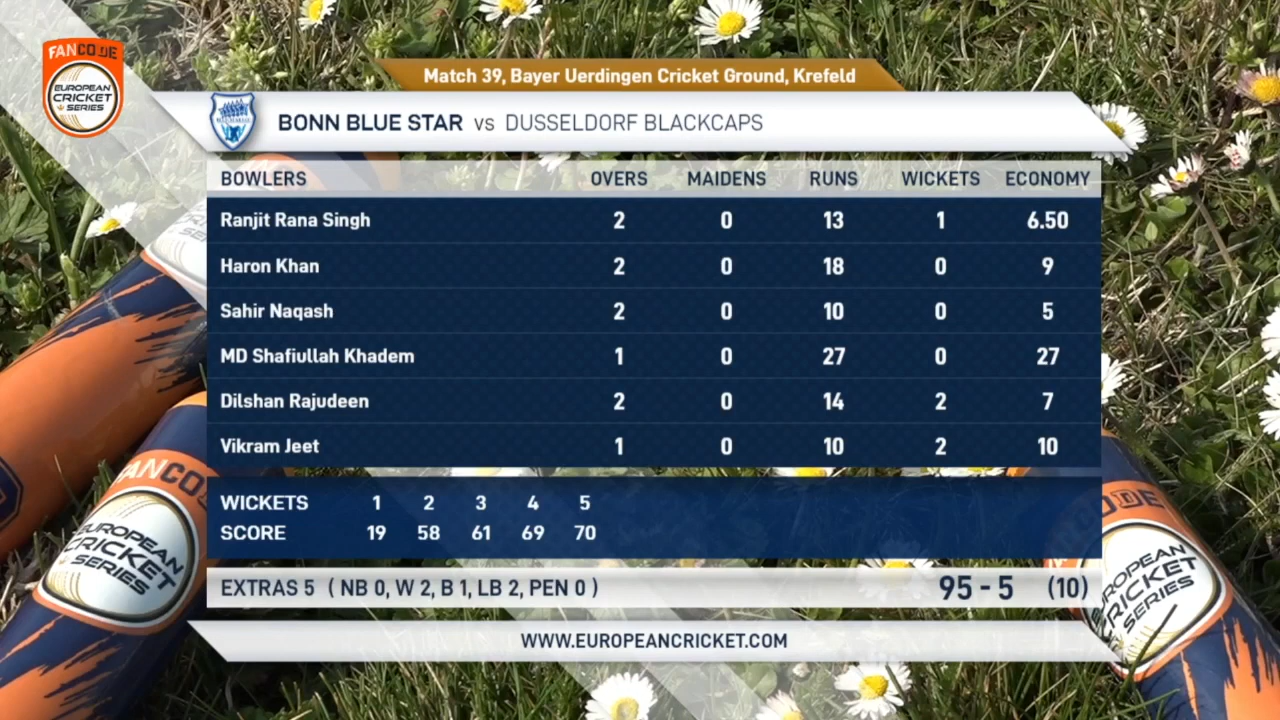 FANCODE
EUROPEAN
CRICKET
SERIES
Match 39, Bayer Uerdingen Cricket Ground, Krefeld
BONN BLUE STAR vs DUSSELDORF BLACKCAPS
BOWLERS OVERS MAIDENS RUNS WICKETS ECONOMY
Ranjit Rana Singh 2 0 13 1 6.50
Haron Khan 2 0 18 0 9
Sahir Naqash 2 0 10 0 5
MD Shafiullah Khadem 1 0 27 0 27
Dilshan Rajudeen 2 0 14 2 7
Vikram Jeet 1 0 10 2 10
WICKETS 1 2 3 4 5
SCORE 19 58 61 69 70
EXTRAS 5 ( NB 0, W 2, B 1, LB 2, PEN 0 ) 95 - 5 (10)
WWW.EUROPEANCRICKET.COM
FANCO
EUROPEAN
CRICKET
SERIES
ODE
EUROPEAN
CRICKET
SERIES